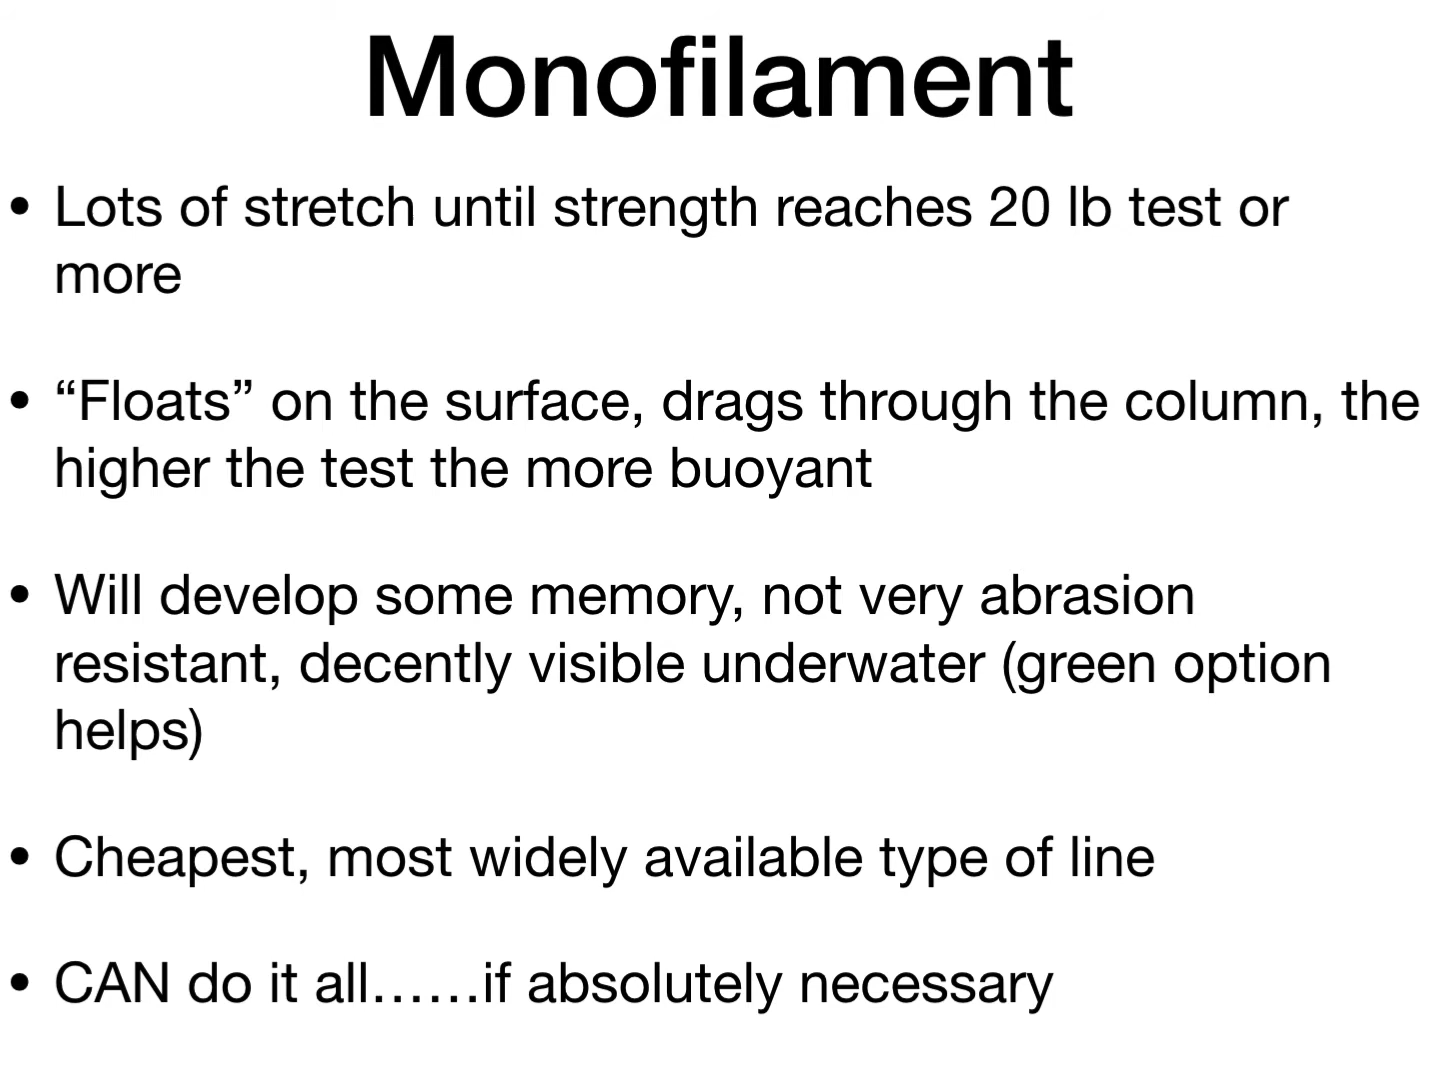 Monofilament
• Lots of stretch until strength reaches 20 lb test or
more
• “Floats” on the surface, drags through the column, the
higher the test the more buoyant
• Will develop some memory, not very abrasion
resistant, decently visible underwater (green option
helps)
• Cheapest, most widely available type of line
• CAN do it all......if absolutely necessary